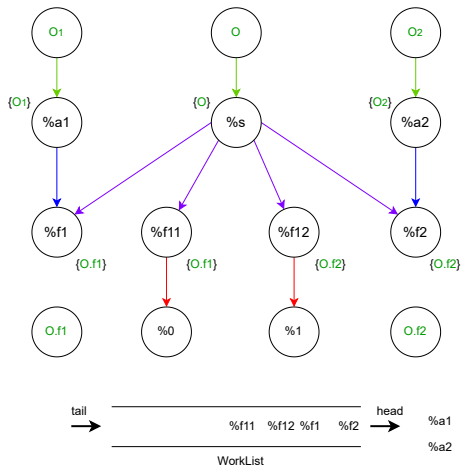 O1 O O2
{O1} {O} {O2}
%a1 %s %a2
%f1 %f11 %f12 %f2
{O.f1} {O.f1} {O.f2} {O.f2}
O.f1 %0 %1 O.f2
tail head
%f11 %f12 %f1 %f2 %a1
%a2
WorkList